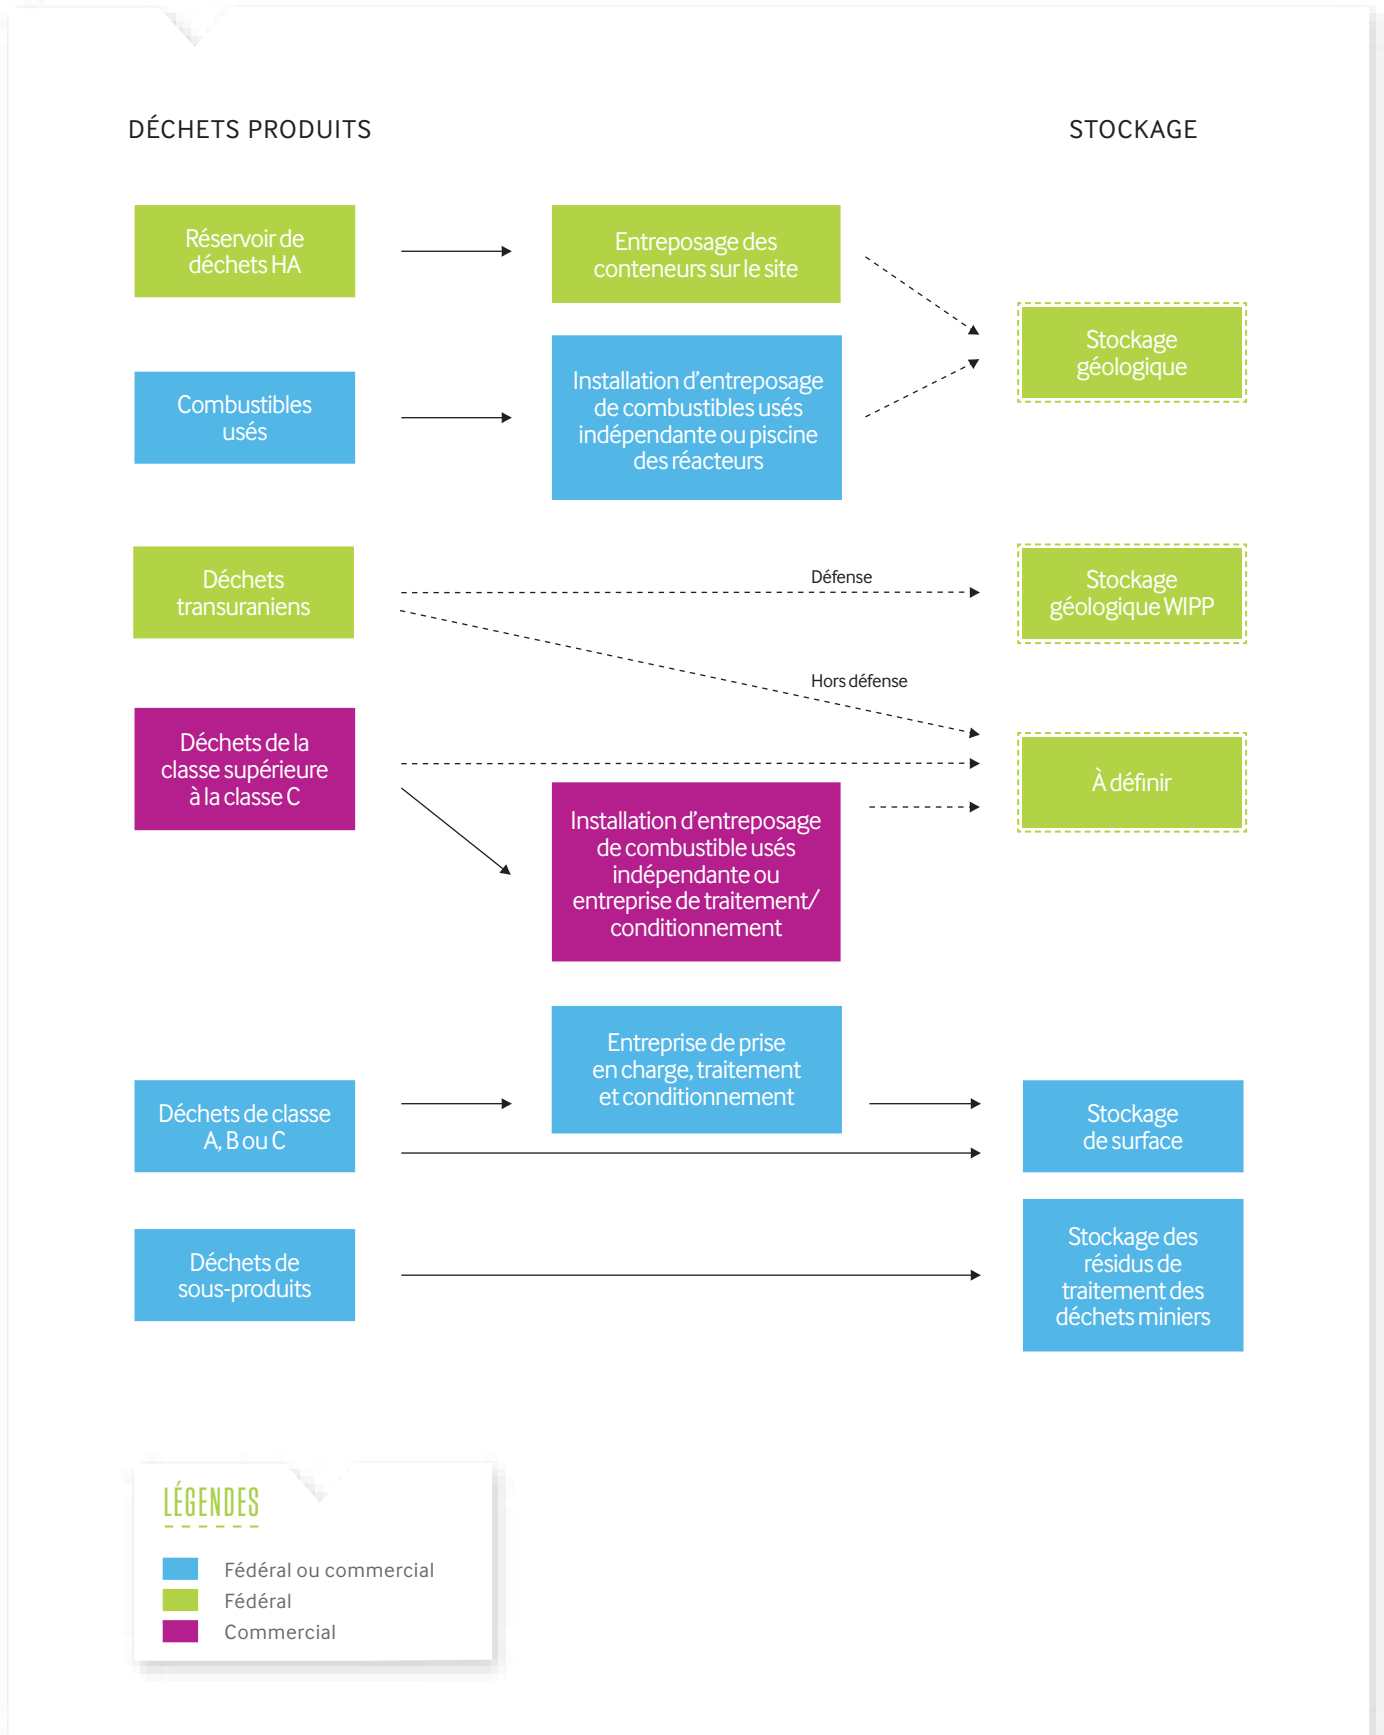 DÉCHETS PRODUITS
STOCKAGE
Réservoir de
déchets HA
Entreposage des
conteneurs sur le site
Stockage
géologique
Combustibles
usés
Installation d’entreposage
de combustibles usés
indépendante ou piscine
des réacteurs
Déchets
transuraniens
Défense
Stockage
géologique WIPP
Hors défense
Déchets de la
classe supérieure
à la classe C
À définir
Installation d’entreposage
de combustible usés
indépendante ou
entreprise de traitement/
conditionnement
Entreprise de prise
en charge, traitement
et conditionnement
Déchets de classe
A, B ou C
Stockage
de surface
Déchets de
sous-produits
Stockage des
résidus de
traitement des
déchets miniers
LÉGENDES
Fédéral ou commercial
Fédéral
Commercial